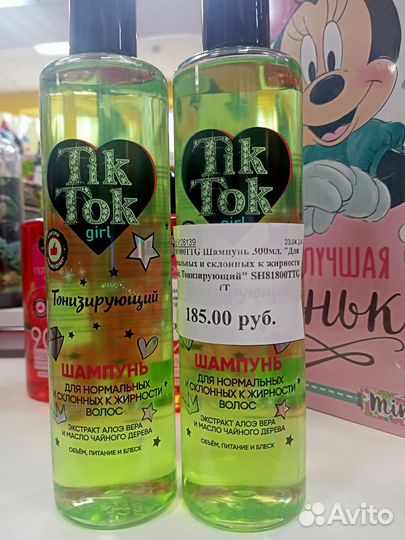 Tik
Tok
girl
Тонизирующий
ШАМПУНЬ
ДЛЯ НОРМАЛЬНЫХ
И СКЛОННЫХ К ЖИРНОСТИ
ВОЛОС
ЭКСТРАКТ АЛОЭ ВЕРА
И МАСЛО ЧАЙНОГО ДЕРЕВА
ОБЪЁМ, ПИТАНИЕ И БЛЕСК
Tik
Tok
girl
Шампунь 300мл. "Для
и склонных к жирности
Тонизирующий" SH81800TTG
185.00 руб.
ШАМПУНЬ
ДЛЯ НОРМАЛЬНЫХ
И СКЛОННЫХ К ЖИРНОСТИ
ВОЛОС
ЭКСТРАКТ АЛОЭ ВЕРА
И МАСЛО ЧАЙНОГО ДЕРЕВА
ОБЪЁМ, ПИТАНИЕ И БЛЕСК
Avito